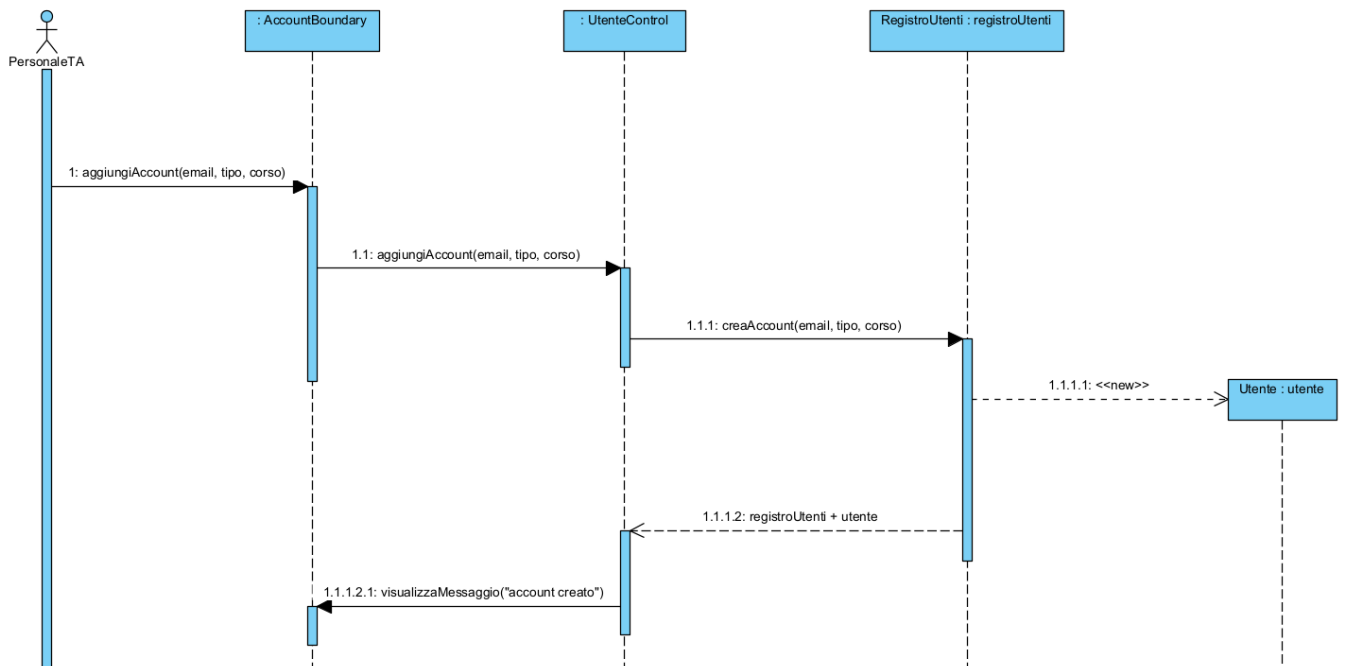 : AccountBoundary
: UtenteControl
RegistroUtenti : registroUtenti
PersonaleTA
1: aggiungiAccount(email, tipo, corso)
1.1: aggiungiAccount(email, tipo, corso)
1.1.1: creaAccount(email, tipo, corso)
1.1.1.1: <<new>>
Utente : utente
1.1.1.2: registroUtenti + utente
1.1.1.2.1: visualizzaMessaggio("account creato")